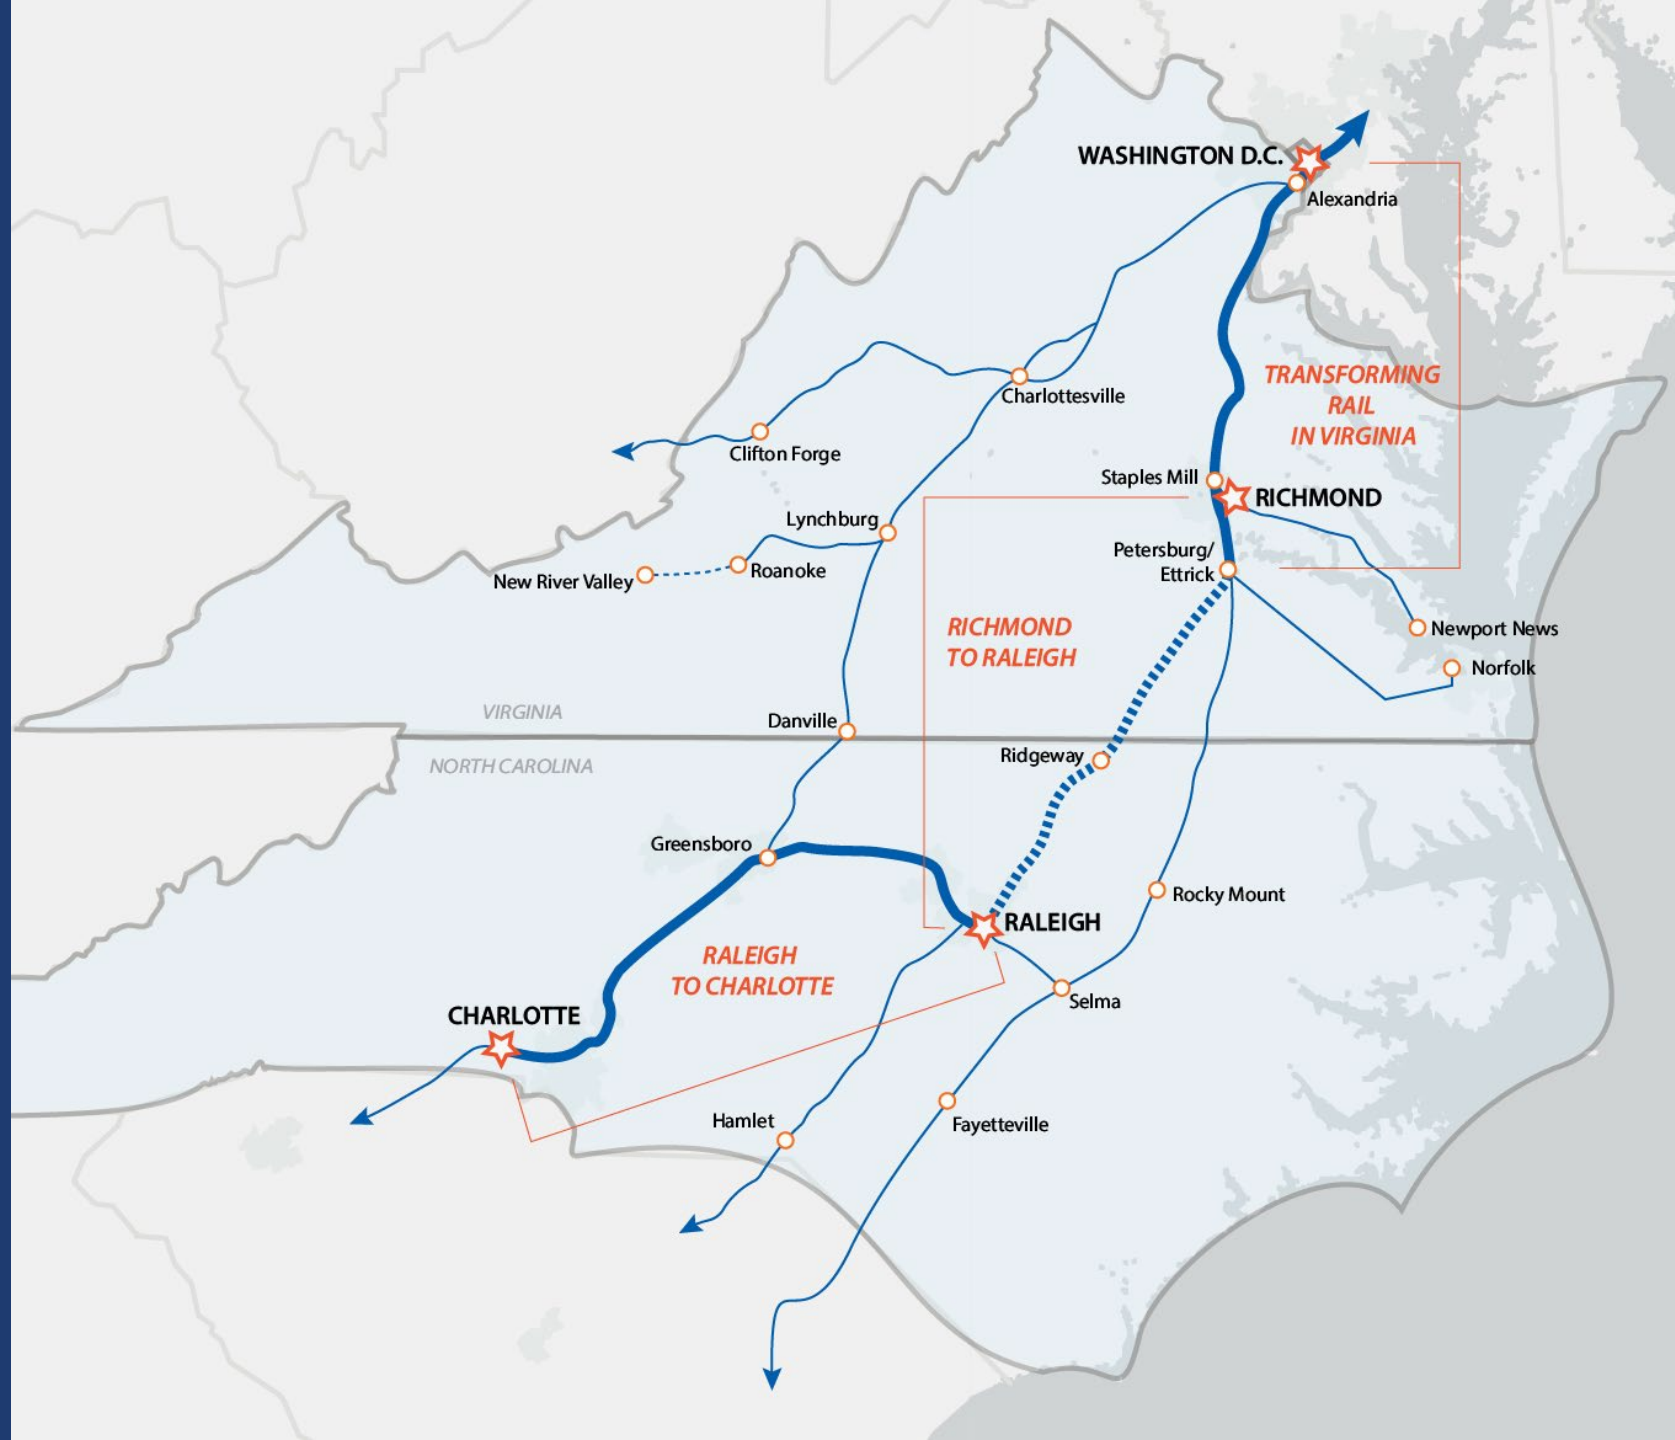 WASHINGTON D.C.
Alexandria
TRANSFORMING
RAIL
IN VIRGINIA
Charlottesville
Clifton Forge
Staples Mill
RICHMOND
Lynchburg
Petersburg/
Ettrick
New River Valley
Roanoke
RICHMOND
TO RALEIGH
Newport News
Norfolk
VIRGINIA
Danville
NORTH CAROLINA
Ridgeway
Greensboro
Rocky Mount
RALEIGH
RALEIGH
TO CHARLOTTE
Selma
CHARLOTTE
Hamlet
Fayetteville